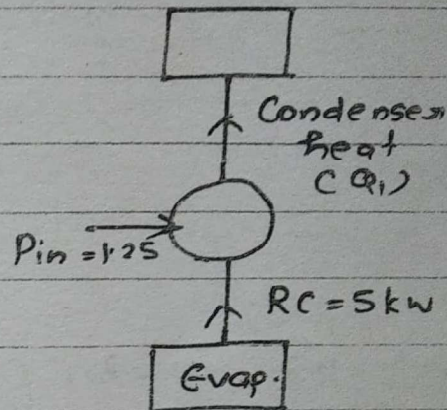 Condenser
heat
(Q₁)
Pin = 1.25
RC = 5 kw
Evap.